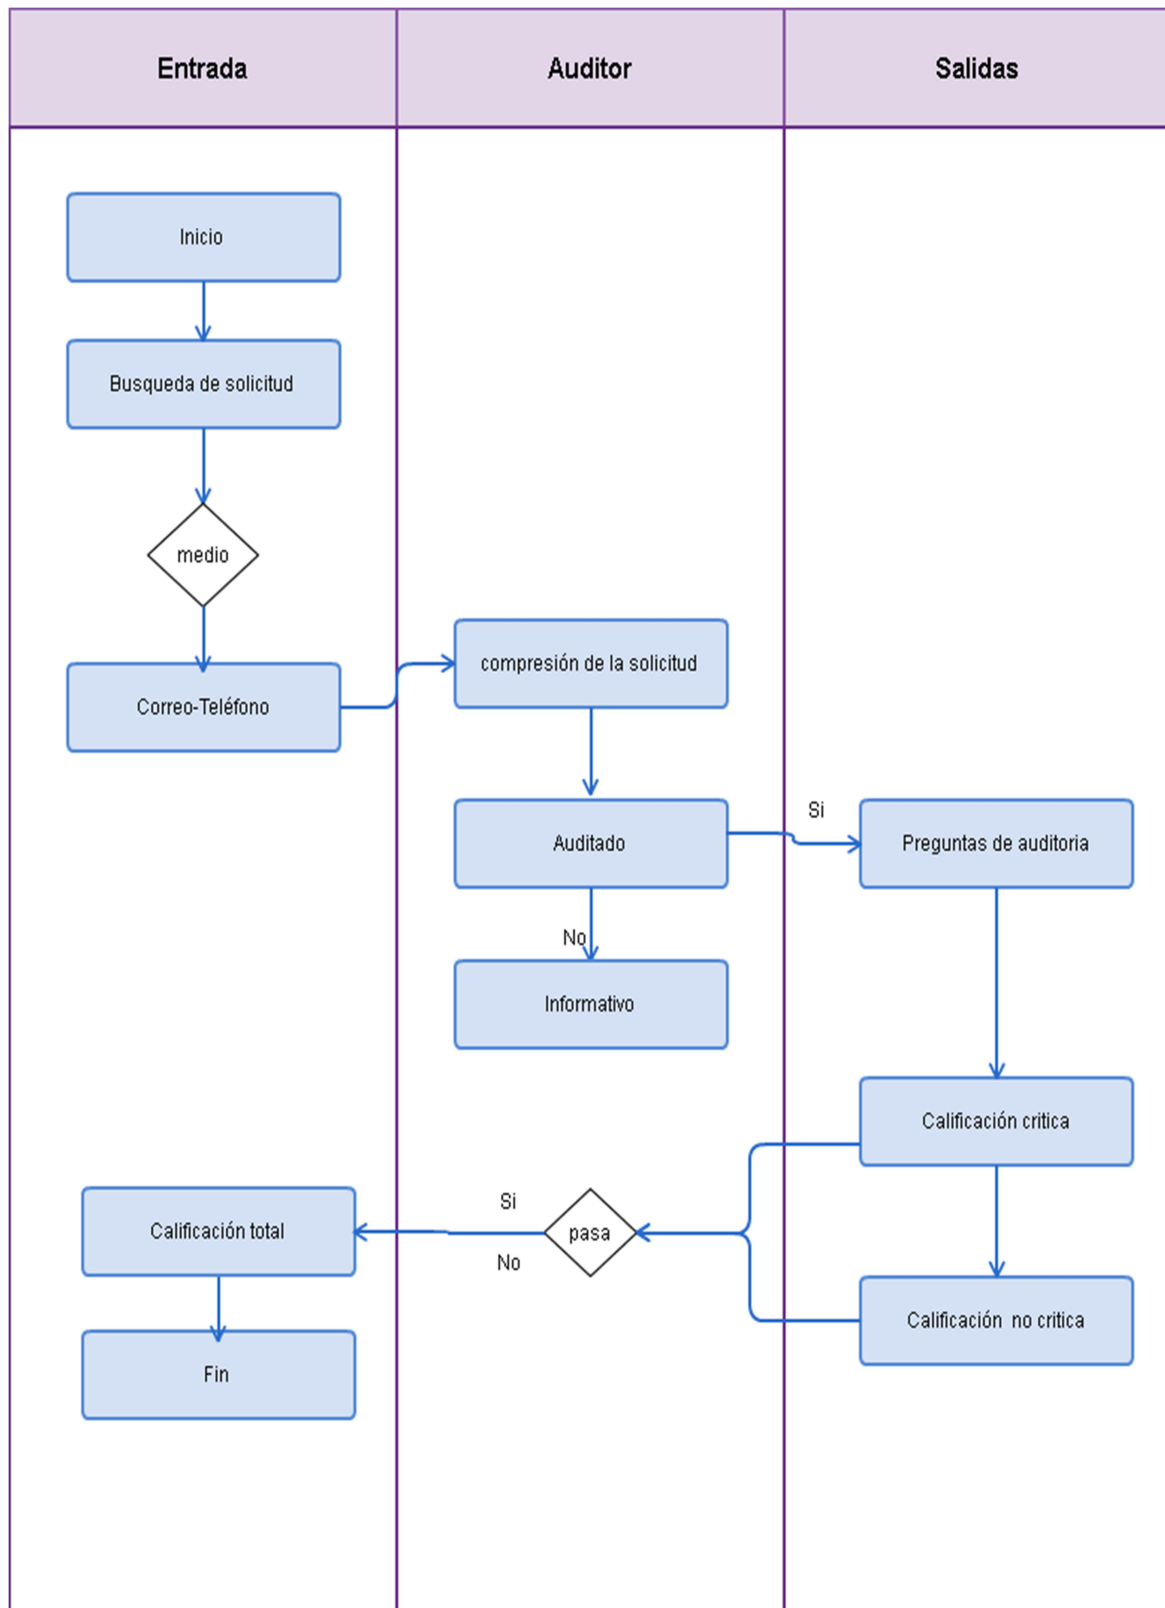 Entrada
Auditor
Salidas
Inicio
Busqueda de solicitud
medio
Correo-Teléfono
compresión de la solicitud
Auditado
Si
Preguntas de auditoria
No
Informativo
Calificación critica
Calificación no critica
pasa
Si
No
Calificación total
Fin